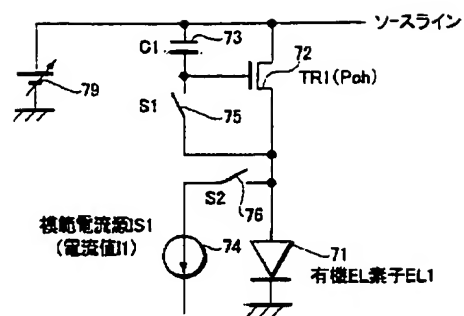 ソースライン
73
C1
72
TR1(Pch)
79
S1
75
S2
76
模範電流源IS1
(電流値I1)
74
71
有機EL素子EL1